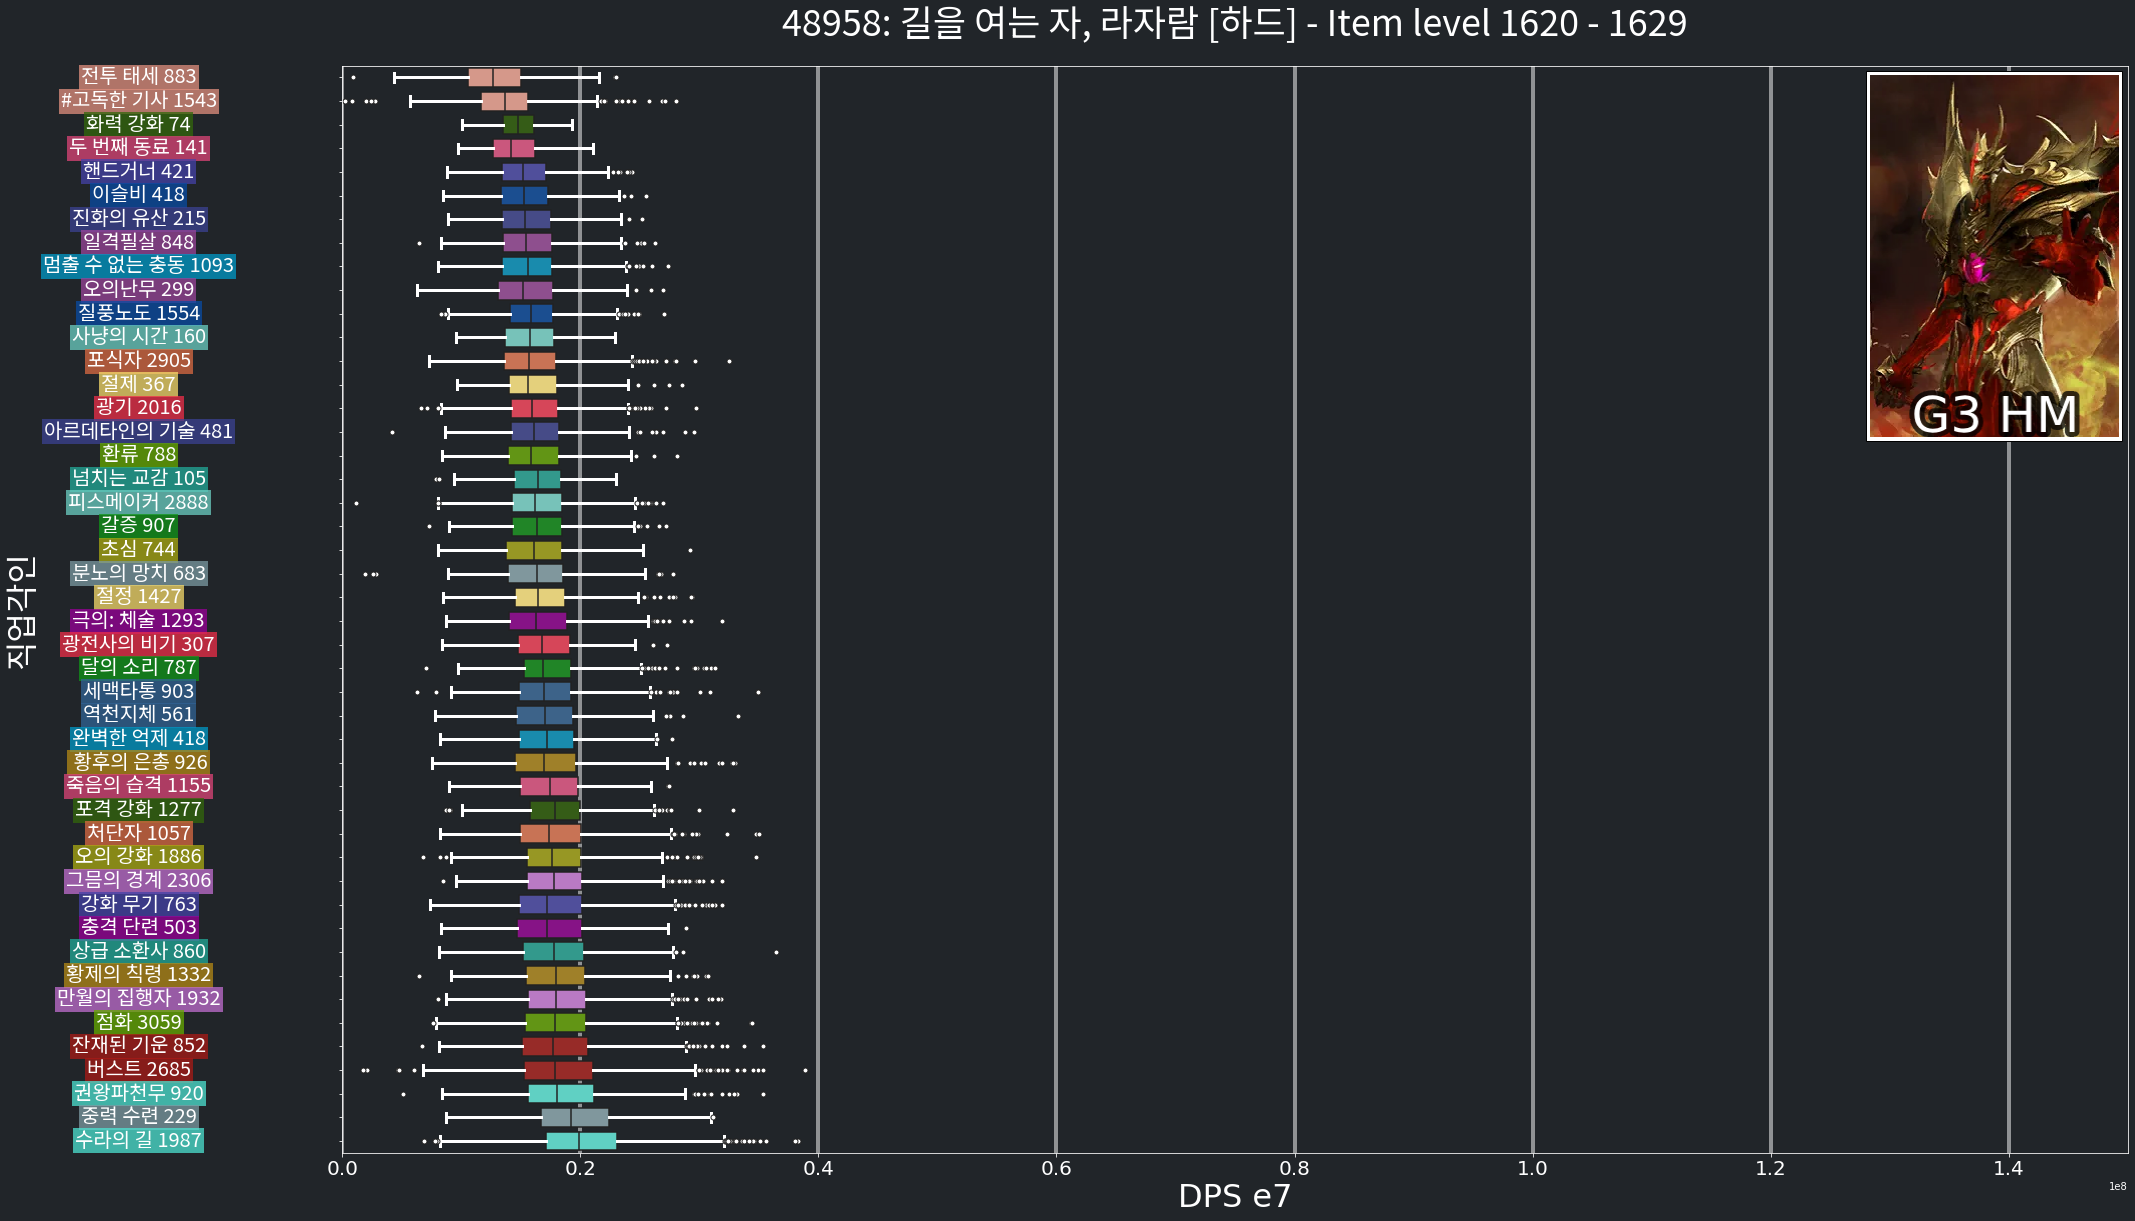 48958: 길을 여는 자, 라자람 [하드] - Item level 1620 - 1629
전투 태세 883
#고독한 기사 1543
화력 강화 74
두 번째 동료 141
핸드거너 421
이슬비 418
진화의 유산 215
일격필살 848
멈출 수 없는 충동 1093
오의난무 299
질풍노도 1554
사냥의 시간 160
포식자 2905
절제 367
광기 2016
아르데타인의 기술 481
환류 788
넘치는 교감 105
피스메이커 2888
갈증 907
초심 744
분노의 망치 683
절정 1427
극의: 체술 1293
광전사의 비기 307
달의 소리 787
세맥타통 903
역천지체 561
완벽한 억제 418
황후의 은총 926
죽음의 습격 1155
포격 강화 1277
처단자 1057
오의 강화 1886
그믐의 경계 2306
강화 무기 763
충격 단련 503
상급 소환사 860
황제의 칙령 1332
만월의 집행자 1932
점화 3059
잔재된 기운 852
버스트 2685
권왕파천무 920
중력 수련 229
수라의 길 1987
직업각인
G3 HM
0.0 0.2 0.4 0.6 0.8 1.0 1.2 1.4
1e8
DPS e7